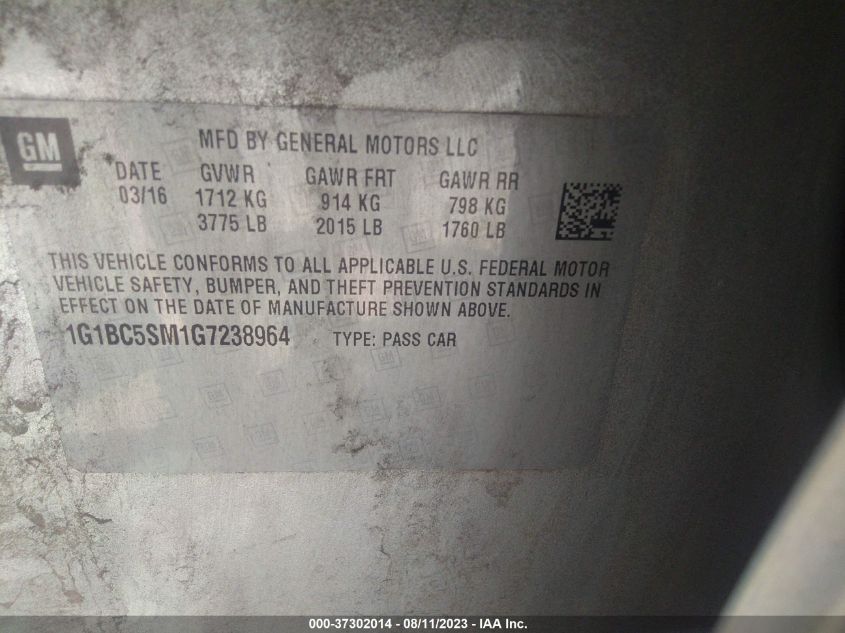 GM
MFD BY GENERAL MOTORS LLC
DATE GVWR GAWR FRT GAWR RR
03/16 1712 KG 914 KG 798 KG
3775 LB 2015 LB 1760 LB
THIS VEHICLE CONFORMS TO ALL APPLICABLE U.S. FEDERAL MOTOR
VEHICLE SAFETY, BUMPER, AND THEFT PREVENTION STANDARDS IN
EFFECT ON THE DATE OF MANUFACTURE SHOWN ABOVE.
1G1BC5SM1G7238964 TYPE: PASS CAR
000-37302014 - 08/11/2023 - IAA Inc.